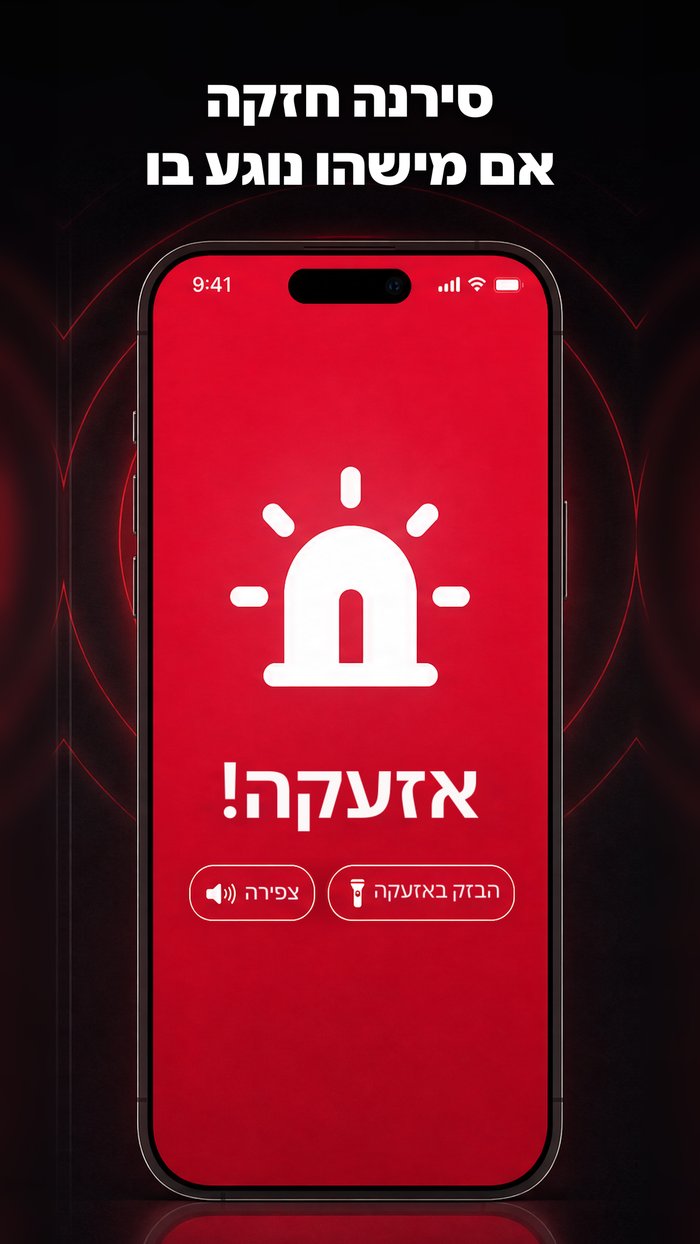 סירנה חזקה
אם מישהו נוגע בו
9:41
אזעקה!
הבזק באזעקה
צפירה